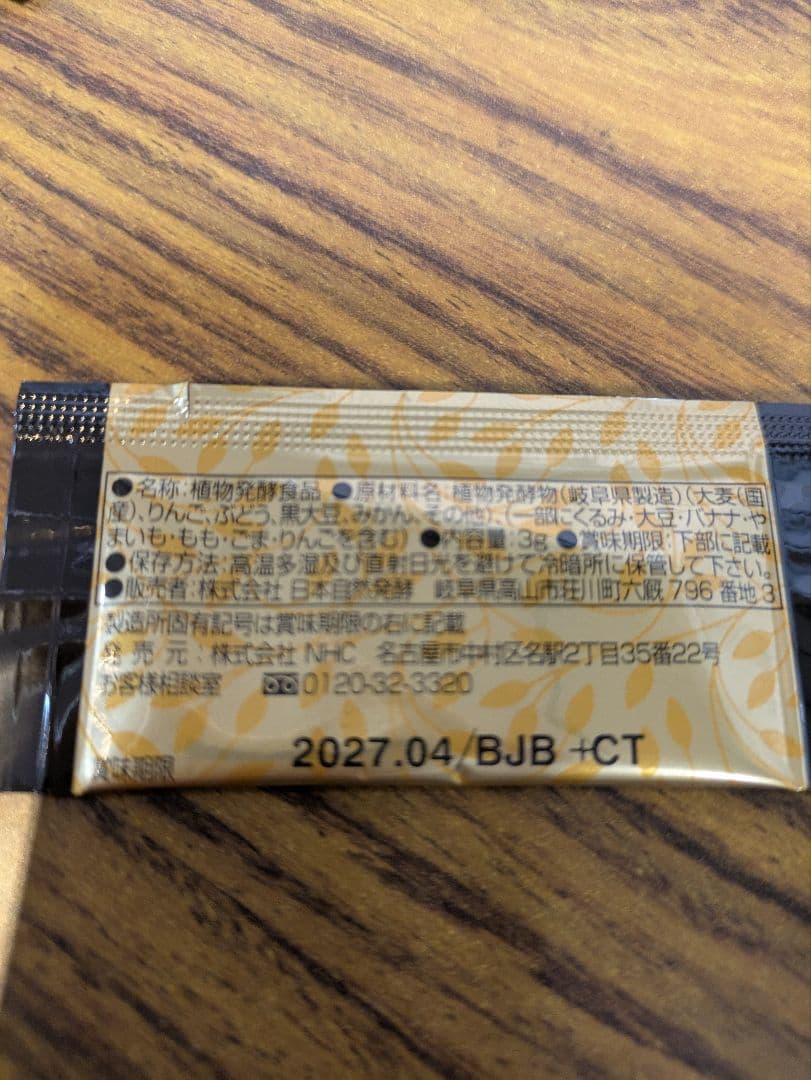 ●名称：植物発酵食品 ●原材料名：植物発酵物（岐阜県製造）（大麦（国
産）、りんご、ぶどう、黒大豆、みかん、その他）、（一部にくるみ・大豆・バナナ・や
まいも・もも・ごま・りんごを含む） ●内容量：3g ●賞味期限：下部に記載
●保存方法：高温多湿及び直射日光を避けて冷暗所に保管して下さい。
●販売者：株式会社 日本自然発酵 岐阜県高山市荘川町六厩 796 番地 3
製造所固有記号は賞味期限の右に記載
発 売 元：株式会社 NHC 名古屋市中村区名駅2丁目35番22号
お客様相談室 0120-32-3320
賞味期限 2027.04/BJB +CT